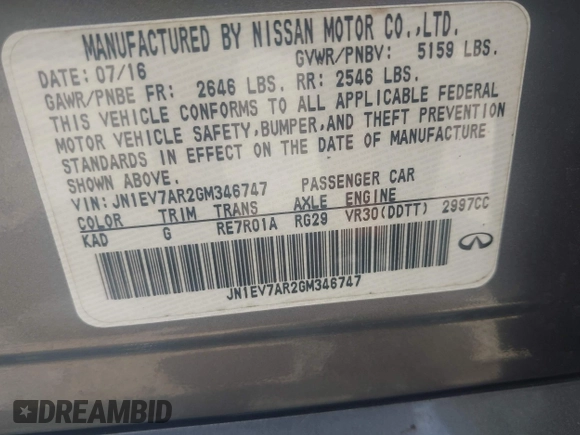 MANUFACTURED BY NISSAN MOTOR CO.,LTD.
DATE: 07/16 GVWR/PNBV: 5159 LBS.
GAWR/PNBE FR: 2646 LBS. RR: 2546 LBS.
THIS VEHICLE CONFORMS TO ALL APPLICABLE FEDERAL
MOTOR VEHICLE SAFETY,BUMPER,AND THEFT PREVENTION
STANDARDS IN EFFECT ON THE DATE OF MANUFACTURE
SHOWN ABOVE.
VIN: JN1EV7AR2GM346747 PASSENGER CAR
COLOR TRIM TRANS AXLE ENGINE
KAD G RE7R01A RG29 VR30(DDTT) 2997CC
JN1EV7AR2GM346747
INFINITI
DREAMBID